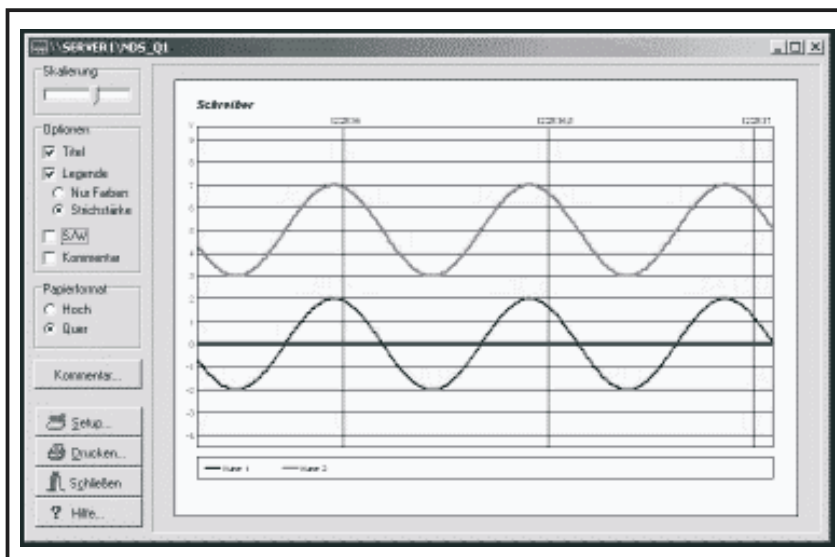 \\SERVER1\NDS_Q1
Skalierung
Optionen
Titel
Legende
Nur Farben
Strichstärke
S/W
Kommentar
Papierformat
Hoch
Quer
Kommentar...
Setup...
Drucken...
Schließen
Hilfe...
Schreiber
9
8
7
6
5
4
3
2
1
0
-1
-2
-3
-4